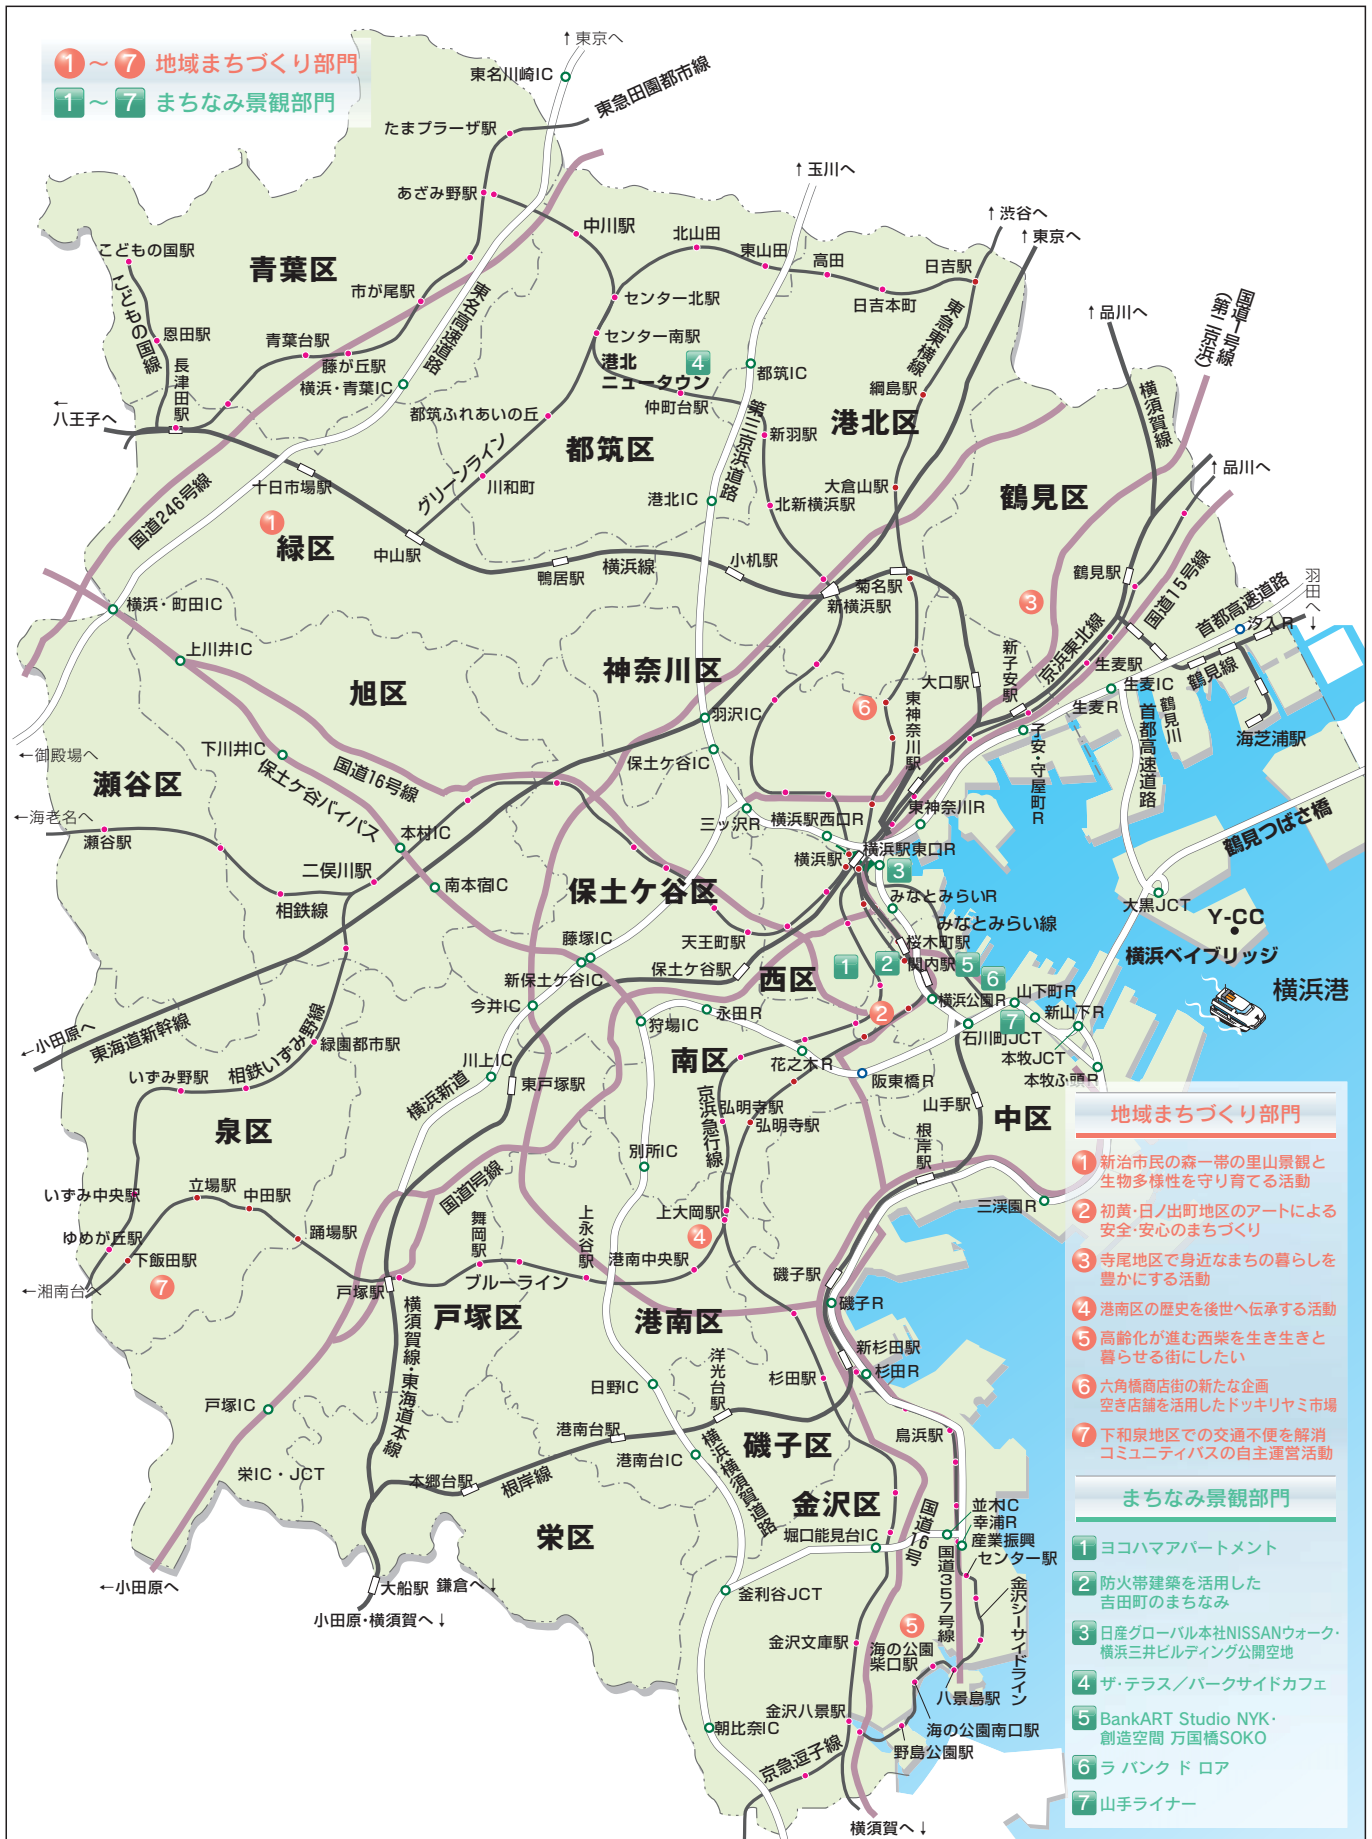 1～7 地域まちづくり部門
1～7 まちなみ景観部門
↑東京へ
東名川崎IC
東急田園都市線
たまプラーザ駅
あざみ野駅
↑玉川へ
中川駅
北山田
東山田
高田
日吉駅
日吉本町
↑渋谷へ
↑東京へ
こどもの国駅
こどもの国線
恩田駅
青葉区
市が尾駅
東名高速道路
センター北駅
センター南駅
港北
ニュータウン
4
都筑IC
仲町台駅
東急東横線
綱島駅
↑品川へ
国道1号線
(第二京浜)
横須賀線
↑品川へ
青葉台駅
藤が丘駅
横浜・青葉IC
長津田駅
←
八王子へ
都筑ふれあいの丘
グリーンライン
川和町
都筑区
第三京浜道路
新羽駅
港北区
大倉山駅
北新横浜駅
港北IC
鶴見区
十日市場駅
国道246号線
1
緑区
中山駅
鴨居駅
横浜線
小机駅
新横浜駅
菊名駅
鶴見駅
3
国道15号線
首都高速道路
羽田へ↓
汐入R
横浜・町田IC
上川井IC
旭区
神奈川区
大口駅
新子安駅
京浜東北線
生麦駅
生麦IC
生麦R
鶴見線
鶴見川
海芝浦駅
6
東神奈川駅
羽沢IC
保土ケ谷IC
子安・守屋町R
首都高速道路
←御殿場へ
下川井IC
保土ケ谷バイパス
国道16号線
瀬谷区
←海老名へ
瀬谷駅
本村IC
二俣川駅
相鉄線
南本宿IC
三ッ沢R
横浜駅西口R
東神奈川R
横浜駅
横浜駅東口R
3
鶴見つばさ橋
大黒JCT
Y-CC
横浜ベイブリッジ
横浜港
保土ケ谷区
みなとみらいR
みなとみらい線
天王町駅
桜木町駅
藤塚IC
新保土ケ谷IC
保土ケ谷駅
西区
1
2
関内駅
5
6
横浜公園R
山下町R
新山下R
7
石川町JCT
本牧JCT
本牧ふ頭R
今井IC
狩場IC
永田R
2
←小田原へ
東海道新幹線
相鉄いずみ野線
緑園都市駅
いずみ野駅
川上IC
東戸塚駅
横浜新道
南区
花之木R
阪東橋R
京浜急行線
弘明寺駅
弘明寺駅
山手駅
根岸駅
中区
泉区
別所IC
国道1号線
三渓園R
いずみ中央駅
立場駅
中田駅
ゆめが丘駅
下飯田駅
踊場駅
7
←湘南台へ
戸塚駅
舞岡駅
上永谷駅
上大岡駅
4
港南中央駅
ブルーライン
磯子駅
磯子R
戸塚区
港南区
横須賀線・東海道本線
洋光台駅
新杉田駅
杉田駅
杉田R
日野IC
戸塚IC
港南台駅
港南台IC
横浜横須賀道路
磯子区
鳥浜駅
栄IC・JCT
本郷台駅
根岸線
金沢区
国道16号
並木IC
幸浦R
産業振興
センター駅
堀口能見台IC
国道357号線
金沢シーサイドライン
栄区
←小田原へ
大船駅
鎌倉へ↓
小田原・横須賀へ↓
釜利谷JCT
金沢文庫駅
5
海の公園
柴口駅
八景島駅
金沢八景駅
海の公園南口駅
野島公園駅
朝比奈IC
京急逗子線
横須賀へ↓
地域まちづくり部門
1 新治市民の森一帯の里山景観と
生物多様性を守り育てる活動
2 初黄・日ノ出町地区のアートによる
安全・安心のまちづくり
3 寺尾地区で身近なまちの暮らしを
豊かにする活動
4 港南区の歴史を後世へ伝承する活動
5 高齢化が進む西柴を生き生きと
暮らせる街にしたい
6 六角橋商店街の新たな企画
空き店舗を活用したドッキリヤミ市場
7 下和泉地区での交通不便を解消
コミュニティバスの自主運営活動
まちなみ景観部門
1 ヨコハマアパートメント
2 防火帯建築を活用した
吉田町のまちなみ
3 日産グローバル本社NISSANウォーク・
横浜三井ビルディング公開空地
4 ザ・テラス／パークサイドカフェ
5 BankART Studio NYK・
創造空間 万国橋SOKO
6 ラ バンク ド ロア
7 山手ライナー